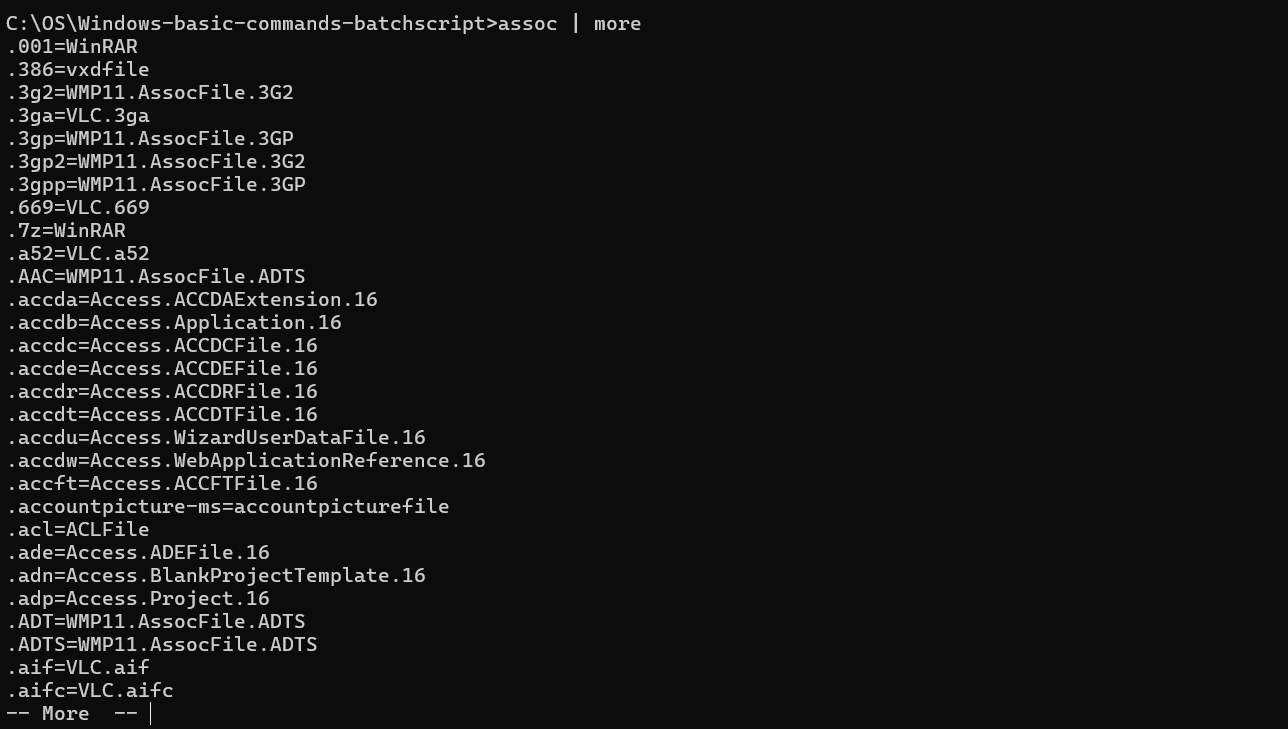 C:\OS\Windows-basic-commands-batchscript>assoc | more
.001=WinRAR
.386=vxdfile
.3g2=WMP11.AssocFile.3G2
.3ga=VLC.3ga
.3gp=WMP11.AssocFile.3GP
.3gp2=WMP11.AssocFile.3G2
.3gpp=WMP11.AssocFile.3GP
.669=VLC.669
.7z=WinRAR
.a52=VLC.a52
.AAC=WMP11.AssocFile.ADTS
.accda=Access.ACCDAExtension.16
.accdb=Access.Application.16
.accdc=Access.ACCDCFile.16
.accde=Access.ACCDEFile.16
.accdr=Access.ACCDRFile.16
.accdt=Access.ACCDTFile.16
.accdu=Access.WizardUserDataFile.16
.accdw=Access.WebApplicationReference.16
.accft=Access.ACCFTFile.16
.accountpicture-ms=accountpicturefile
.acl=ACLFile
.ade=Access.ADEFile.16
.adn=Access.BlankProjectTemplate.16
.adp=Access.Project.16
.ADT=WMP11.AssocFile.ADTS
.ADTS=WMP11.AssocFile.ADTS
.aif=VLC.aif
.aifc=VLC.aifc
-- More  --